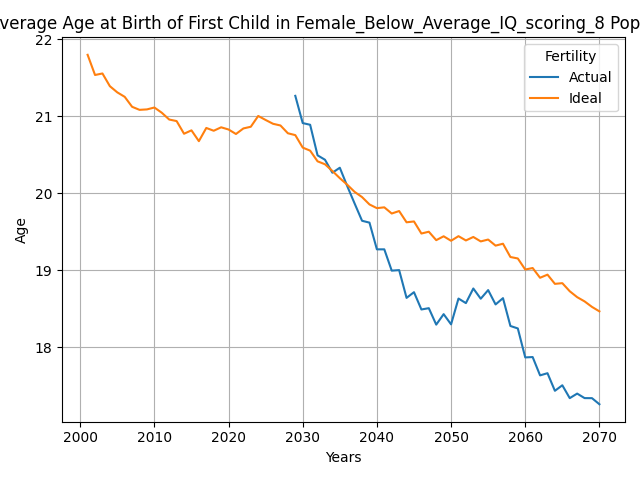 verage Age at Birth of First Child in Female_Below_Average_IQ_scoring_8 Pop
22
21
20
19
18
Age
Fertility
Actual
Ideal
2000 2010 2020 2030 2040 2050 2060 2070
Years